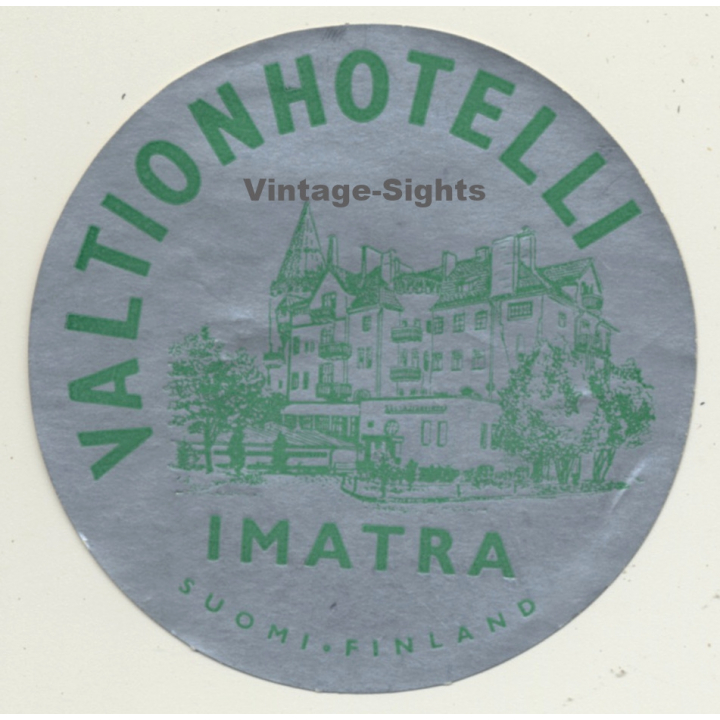 VALTIONHOTELLI
Vintage-Sights
IMATRA
SUOMI • FINLAND